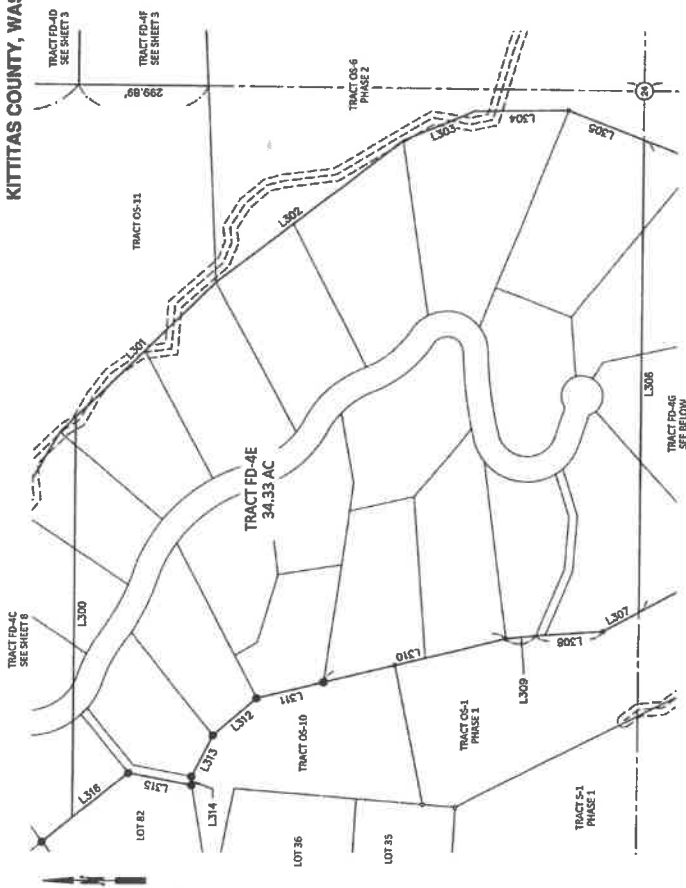 KITTITAS COUNTY, WAS
TRACT FD-4D
SEE SHEET 3
TRACT FD-4F
SEE SHEET 3
299.89'
TRACT OS-11
TRACT OS-6
PHASE 2
TRACT FD-4C
SEE SHEET 8
L300
L301
L302
L303
L304
L305
24
L306
TRACT FD-4G
SEE BELOW
TRACT FD-4E
34.33 AC
L316
L315
L314
L313
L312
L311
L310
L309
L308
L307
LOT 82
TRACT OS-10
TRACT OS-1
PHASE 1
LOT 36
LOT 35
TRACT S-1
PHASE 1